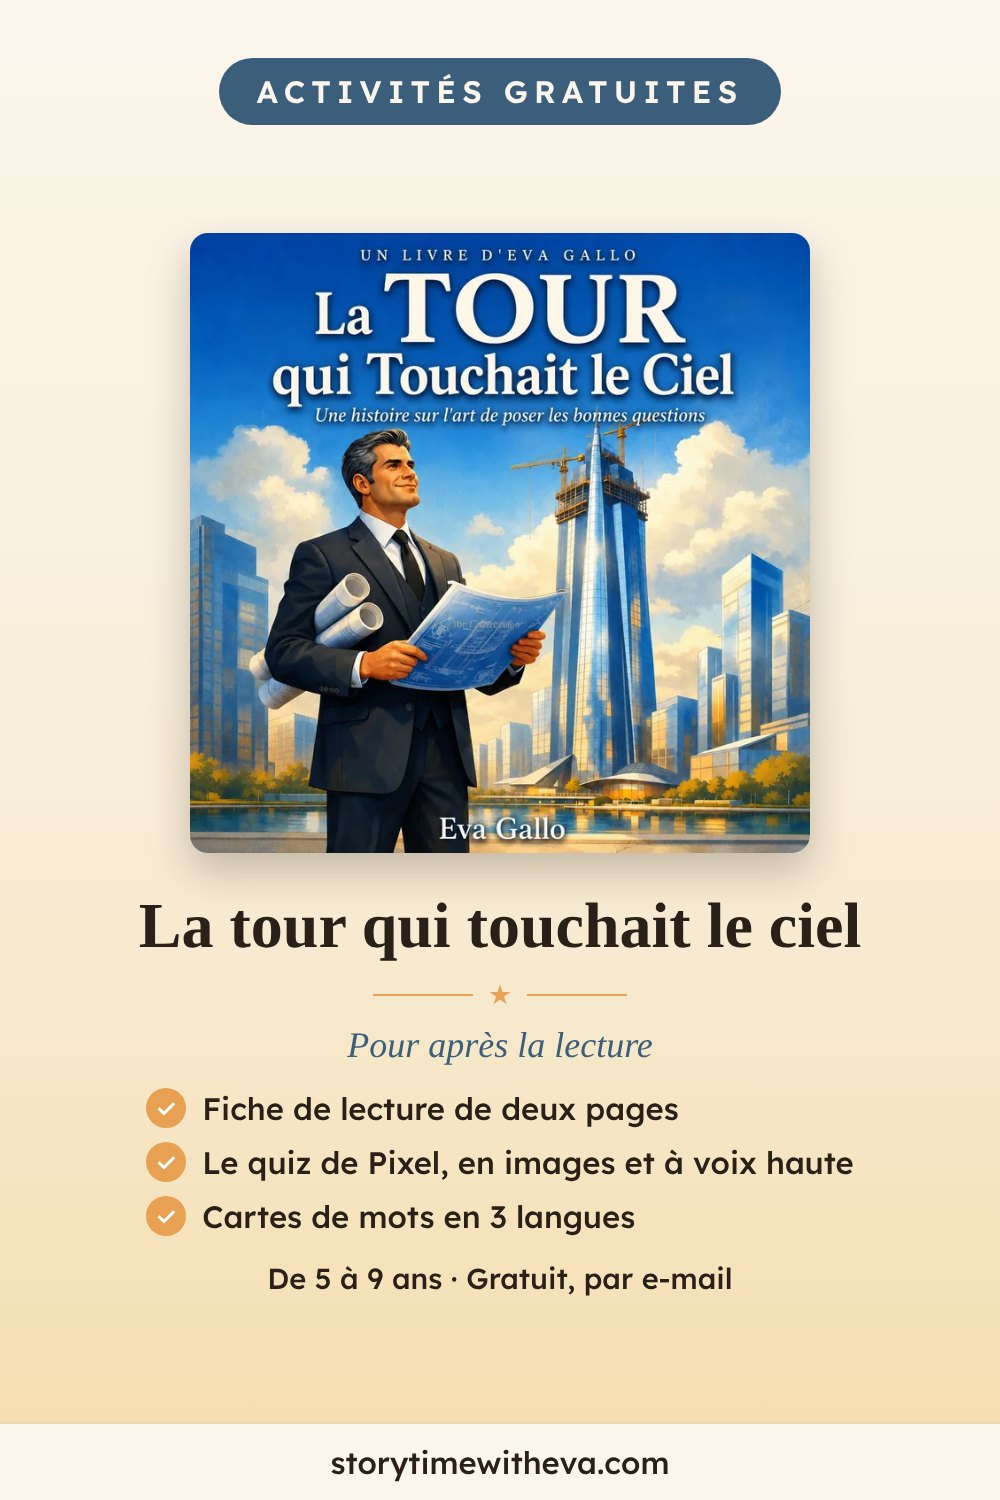 ACTIVITÉS GRATUITES
UN LIVRE D'EVA GALLO
La TOUR
qui Touchait le Ciel
Une histoire sur l'art de poser les bonnes questions
Eva Gallo
La tour qui touchait le ciel
Pour après la lecture
Fiche de lecture de deux pages
Le quiz de Pixel, en images et à voix haute
Cartes de mots en 3 langues
De 5 à 9 ans · Gratuit, par e-mail
storytimewitheva.com